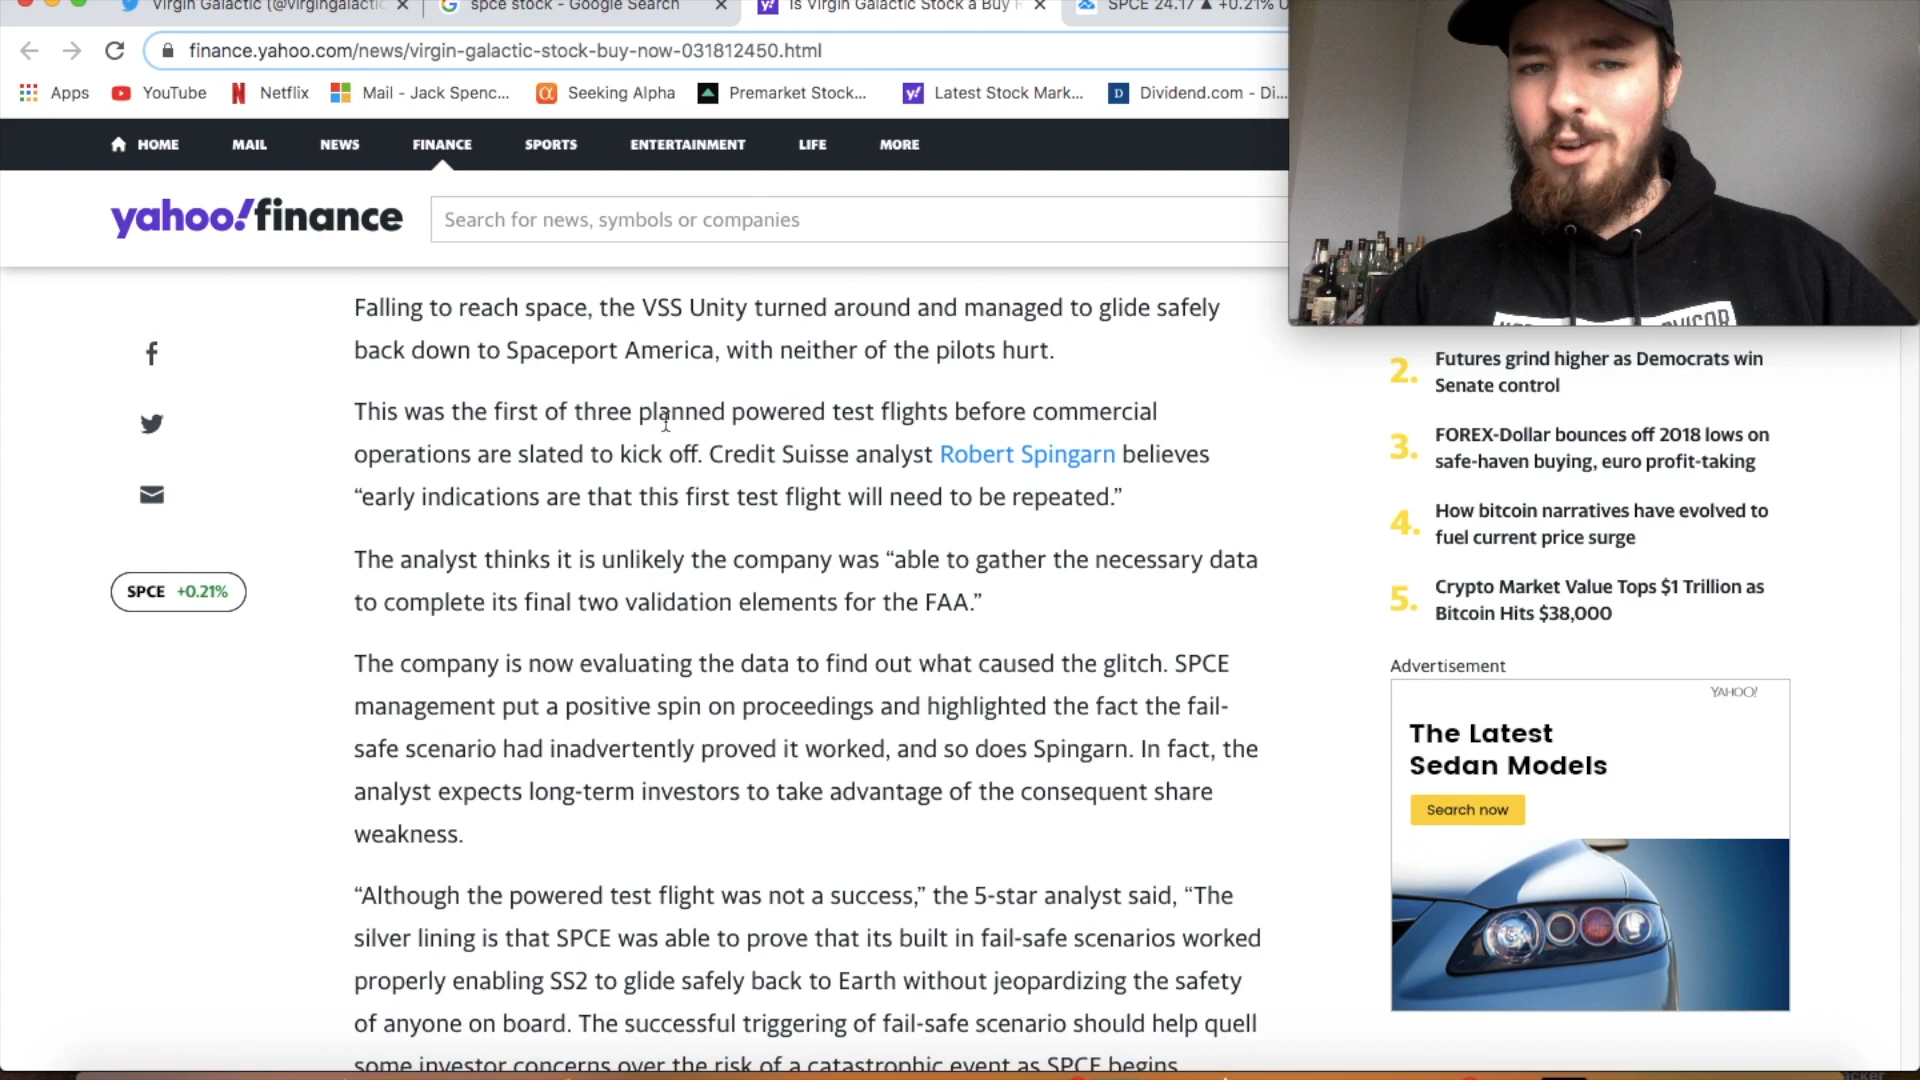 Virgin Galactic (@virgingalactic
spce stock - Google Search
Is Virgin Galactic Stock a Buy
SPCE 24.17 ▲ +0.21%
finance.yahoo.com/news/virgin-galactic-stock-buy-now-031812450.html
Apps
YouTube
Netflix
Mail - Jack Spenc...
Seeking Alpha
Premarket Stock...
Latest Stock Mark...
Dividend.com - Di...
HOME
MAIL
NEWS
FINANCE
SPORTS
ENTERTAINMENT
LIFE
MORE
yahoo!finance
Search for news, symbols or companies
Falling to reach space, the VSS Unity turned around and managed to glide safely
back down to Spaceport America, with neither of the pilots hurt.
This was the first of three planned powered test flights before commercial
operations are slated to kick off. Credit Suisse analyst Robert Spingarn believes
“early indications are that this first test flight will need to be repeated.”
The analyst thinks it is unlikely the company was “able to gather the necessary data
to complete its final two validation elements for the FAA.”
The company is now evaluating the data to find out what caused the glitch. SPCE
management put a positive spin on proceedings and highlighted the fact the fail-
safe scenario had inadvertently proved it worked, and so does Spingarn. In fact, the
analyst expects long-term investors to take advantage of the consequent share
weakness.
“Although the powered test flight was not a success,” the 5-star analyst said, “The
silver lining is that SPCE was able to prove that its built in fail-safe scenarios worked
properly enabling SS2 to glide safely back to Earth without jeopardizing the safety
of anyone on board. The successful triggering of fail-safe scenario should help quell
some investor concerns over the risk of a catastrophic event as SPCE begins
SPCE +0.21%
2. Futures grind higher as Democrats win
Senate control
3. FOREX-Dollar bounces off 2018 lows on
safe-haven buying, euro profit-taking
4. How bitcoin narratives have evolved to
fuel current price surge
5. Crypto Market Value Tops $1 Trillion as
Bitcoin Hits $38,000
Advertisement
YAHOO!
The Latest
Sedan Models
Search now